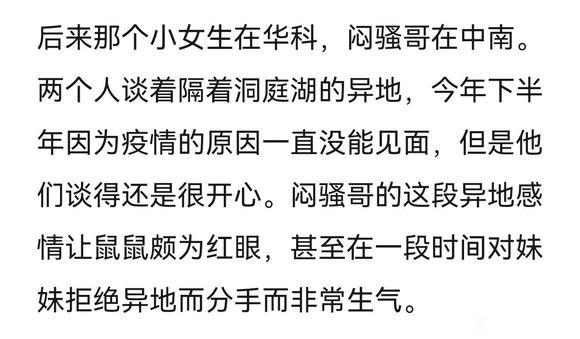 后来那个小女生在华科，闷骚哥在中南。
两个人谈着隔着洞庭湖的异地，今年下半
年因为疫情的原因一直没能见面，但是他
们谈得还是很开心。闷骚哥的这段异地感
情让鼠鼠颇为红眼，甚至在一段时间对妹
妹拒绝异地而分手而非常生气。